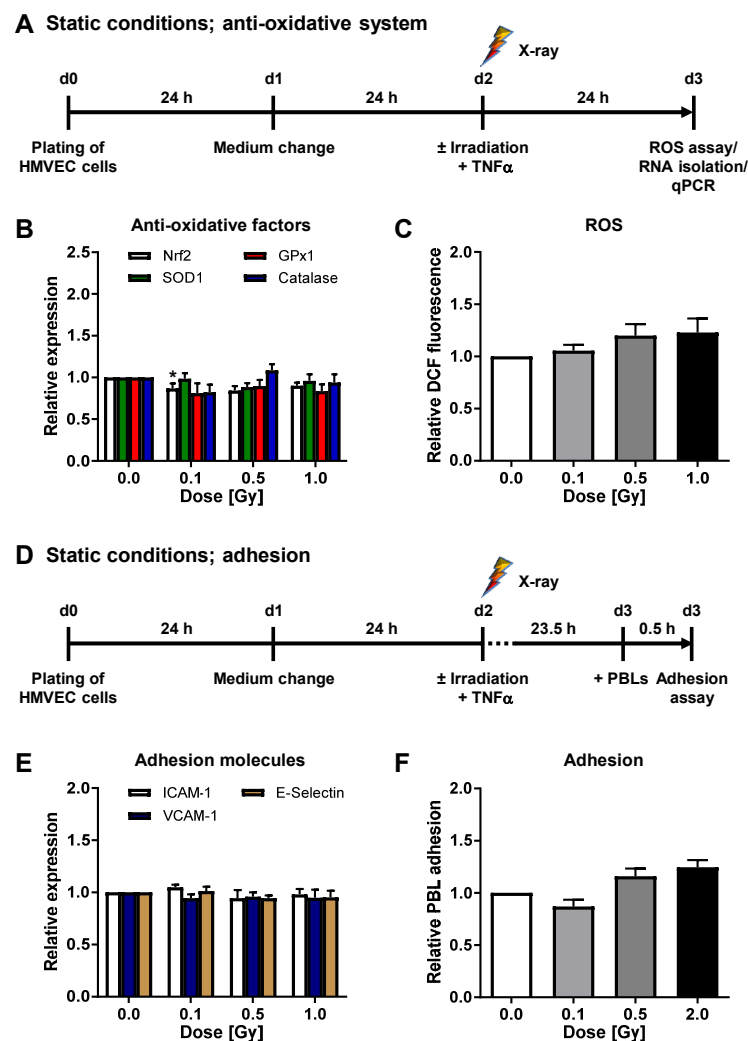 A Static conditions; anti-oxidative system
X-ray
d0 d1 d2 d3
24 h 24 h 24 h
Plating of
HMVEC cells
Medium change
± Irradiation
+ TNFα
ROS assay/
RNA isolation/
qPCR
B Anti-oxidative factors
Nrf2 GPx1
SOD1 Catalase
Relative expression
2.5
2.0
1.5
1.0
0.5
0.0
*
0.0 0.1 0.5 1.0
Dose [Gy]
C ROS
Relative DCF fluorescence
2.0
1.5
1.0
0.5
0.0
0.0 0.1 0.5 1.0
Dose [Gy]
D Static conditions; adhesion
X-ray
d0 d1 d2 d3 d3
24 h 24 h 23.5 h 0.5 h
Plating of
HMVEC cells
Medium change
± Irradiation
+ TNFα
+ PBLs
Adhesion
assay
E Adhesion molecules
ICAM-1 E-Selectin
VCAM-1
Relative expression
2.0
1.5
1.0
0.5
0.0
0.0 0.1 0.5 1.0
Dose [Gy]
F Adhesion
Relative PBL adhesion
2.0
1.5
1.0
0.5
0.0
0.0 0.1 0.5 2.0
Dose [Gy]